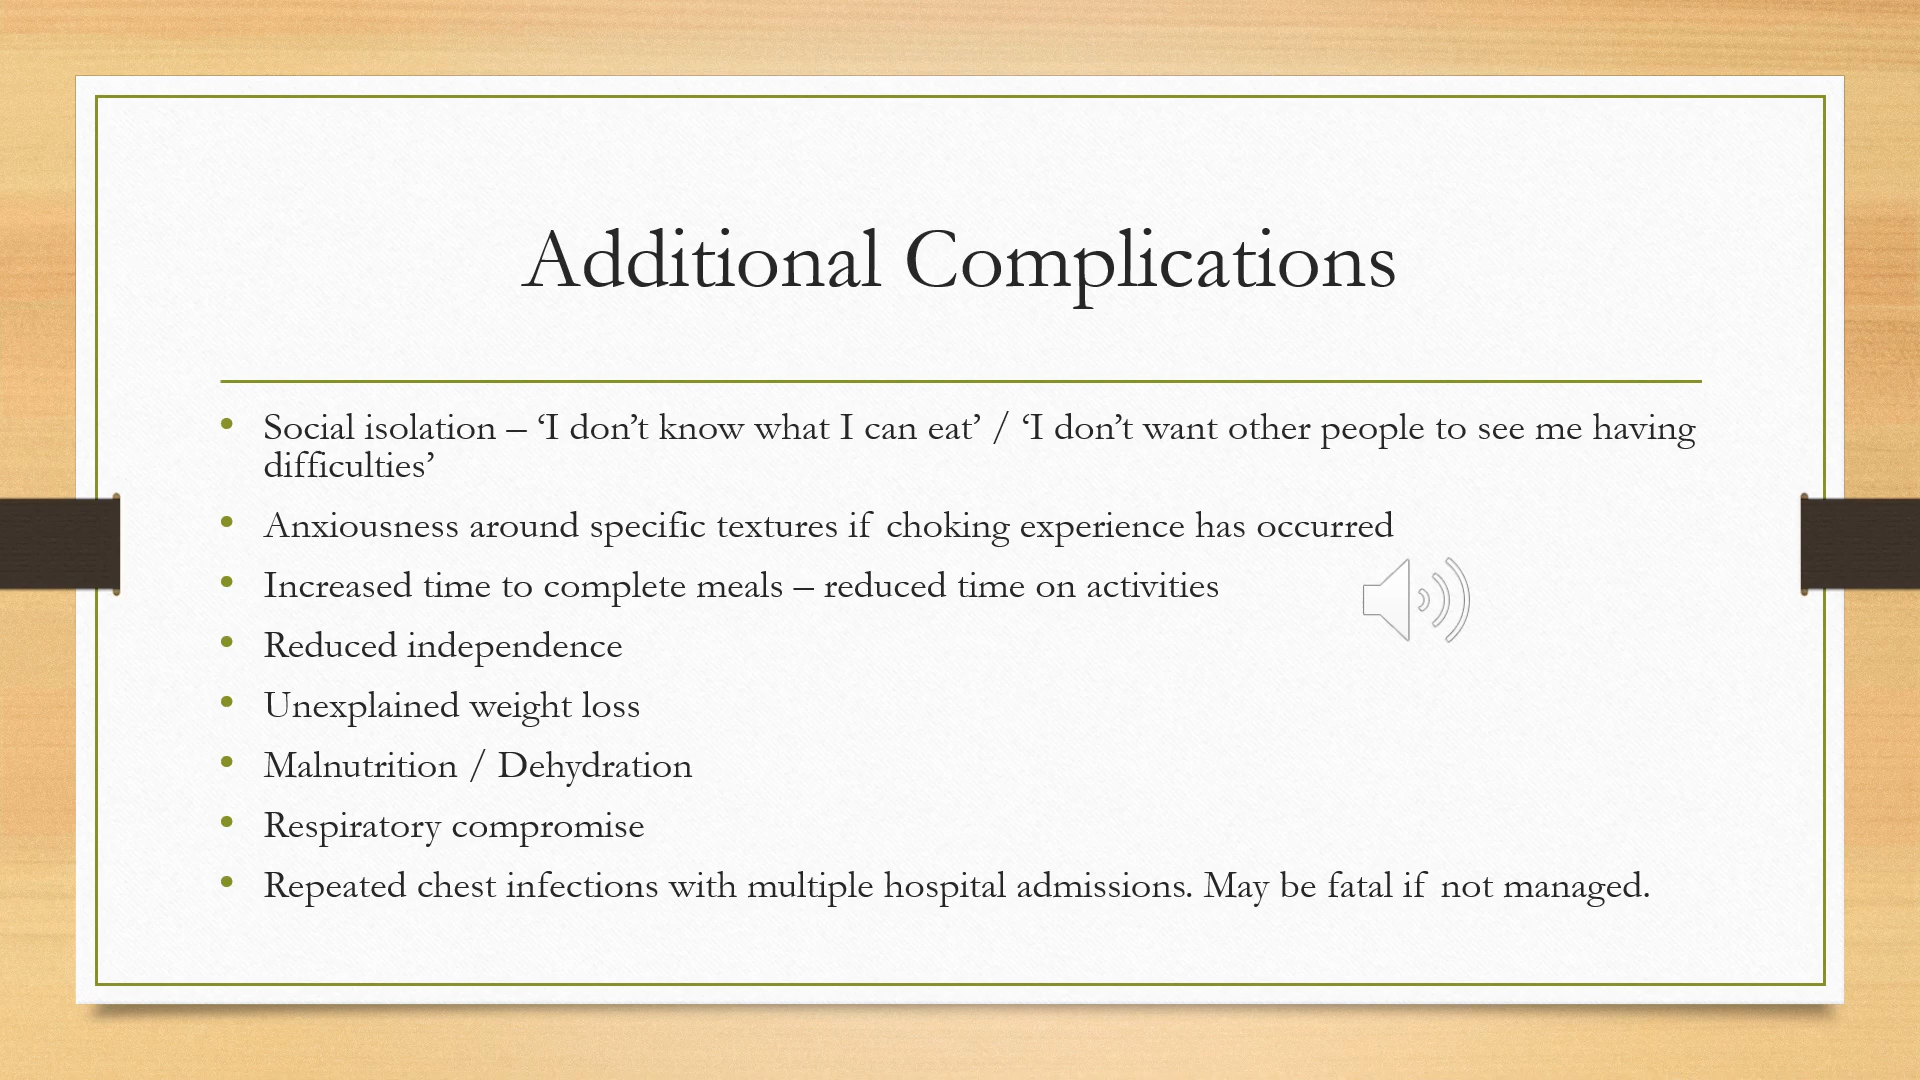 Additional Complications
• Social isolation – ‘I don’t know what I can eat’ / ‘I don’t want other people to see me having
difficulties’
• Anxiousness around specific textures if choking experience has occurred
• Increased time to complete meals – reduced time on activities
• Reduced independence
• Unexplained weight loss
• Malnutrition / Dehydration
• Respiratory compromise
• Repeated chest infections with multiple hospital admissions. May be fatal if not managed.